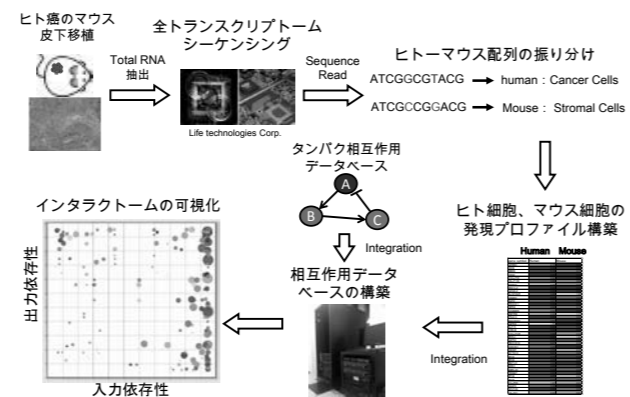 ヒト癌のマウス
皮下移植
Total RNA
抽出
全トランスクリプトーム
シーケンシング
Life technologies Corp.
Sequence
Read
ヒトーマウス配列の振り分け
ATCGGCGTACG → human：Cancer Cells
ATCGCCGGACG → Mouse： Stromal Cells
タンパク相互作用
データベース
A
B
C
Integration
ヒト細胞、マウス細胞の
発現プロファイル構築
Human Mouse
Integration
相互作用データ
ベースの構築
インタラクトームの可視化
出力依存性
入力依存性